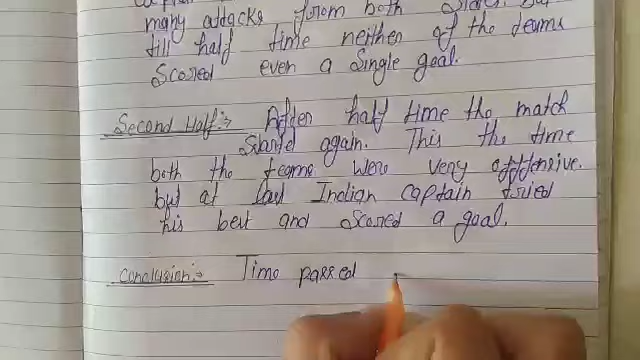 many attacks from both sides. But
till half time neither of the teams
Scored even a Single goal.
Second Half:- After half time the match
Started again. This the time
both the teams were very offensive.
but at last Indian captain tried
his best and Scored a goal.
Conclusion:- Time passed